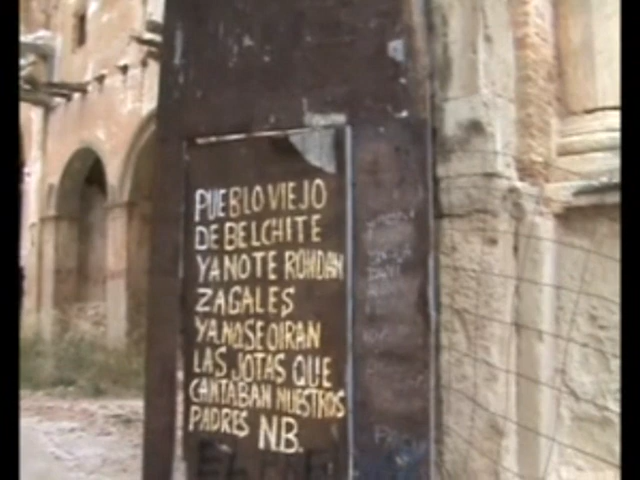 PUEBLO VIEJO
DE BELCHITE
YA NO TE RONDAN
ZAGALES
YA NO SE OIRAN
LAS JOTAS QUE
CANTABAN NUESTROS
PADRES N.B.